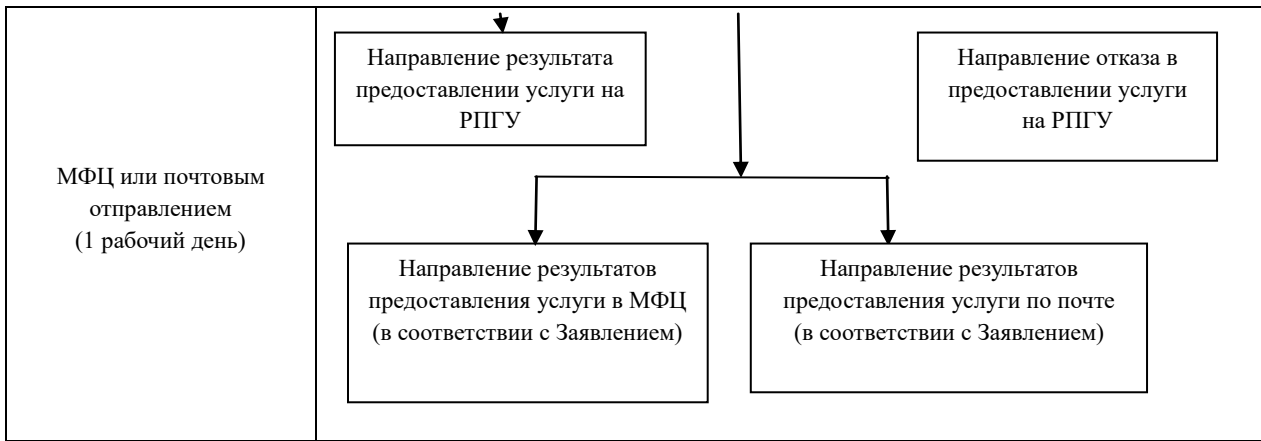 МФЦ или почтовым
отправлением
(1 рабочий день)
Направление результата
предоставлении услуги на
РПГУ
Направление отказа в
предоставлении услуги
на РПГУ
Направление результатов
предоставления услуги в МФЦ
(в соответствии с Заявлением)
Направление результатов
предоставления услуги по почте
(в соответствии с Заявлением)